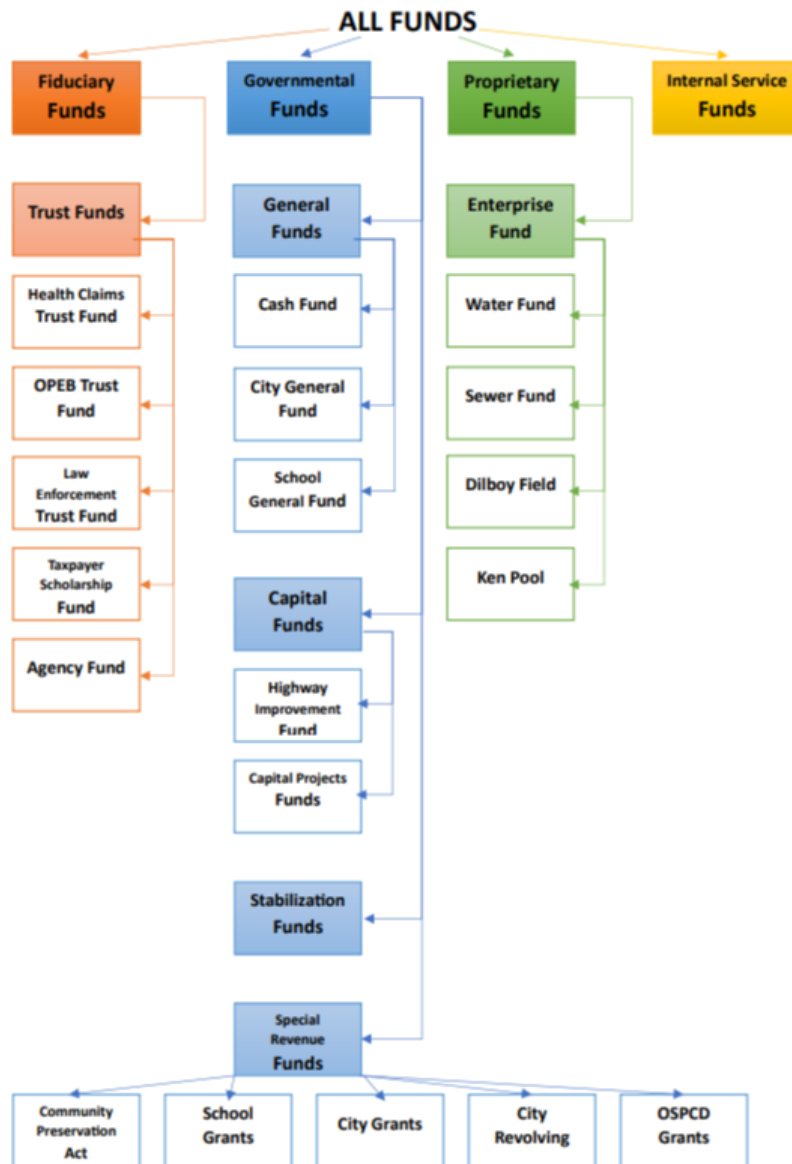 ALL FUNDS
Fiduciary
Funds
Governmental
Funds
Proprietary
Funds
Internal Service
Funds
Trust Funds
General
Funds
Enterprise
Fund
Health Claims
Trust Fund
Cash Fund
Water Fund
OPEB Trust
Fund
City General
Fund
Sewer Fund
Law
Enforcement
Trust Fund
School
General Fund
Dilboy Field
Taxpayer
Scholarship
Fund
Capital
Funds
Ken Pool
Agency Fund
Highway
Improvement
Fund
Capital Projects
Funds
Stabilization
Funds
Special
Revenue
Funds
Community
Preservation
Act
School
Grants
City Grants
City
Revolving
OSPCD
Grants